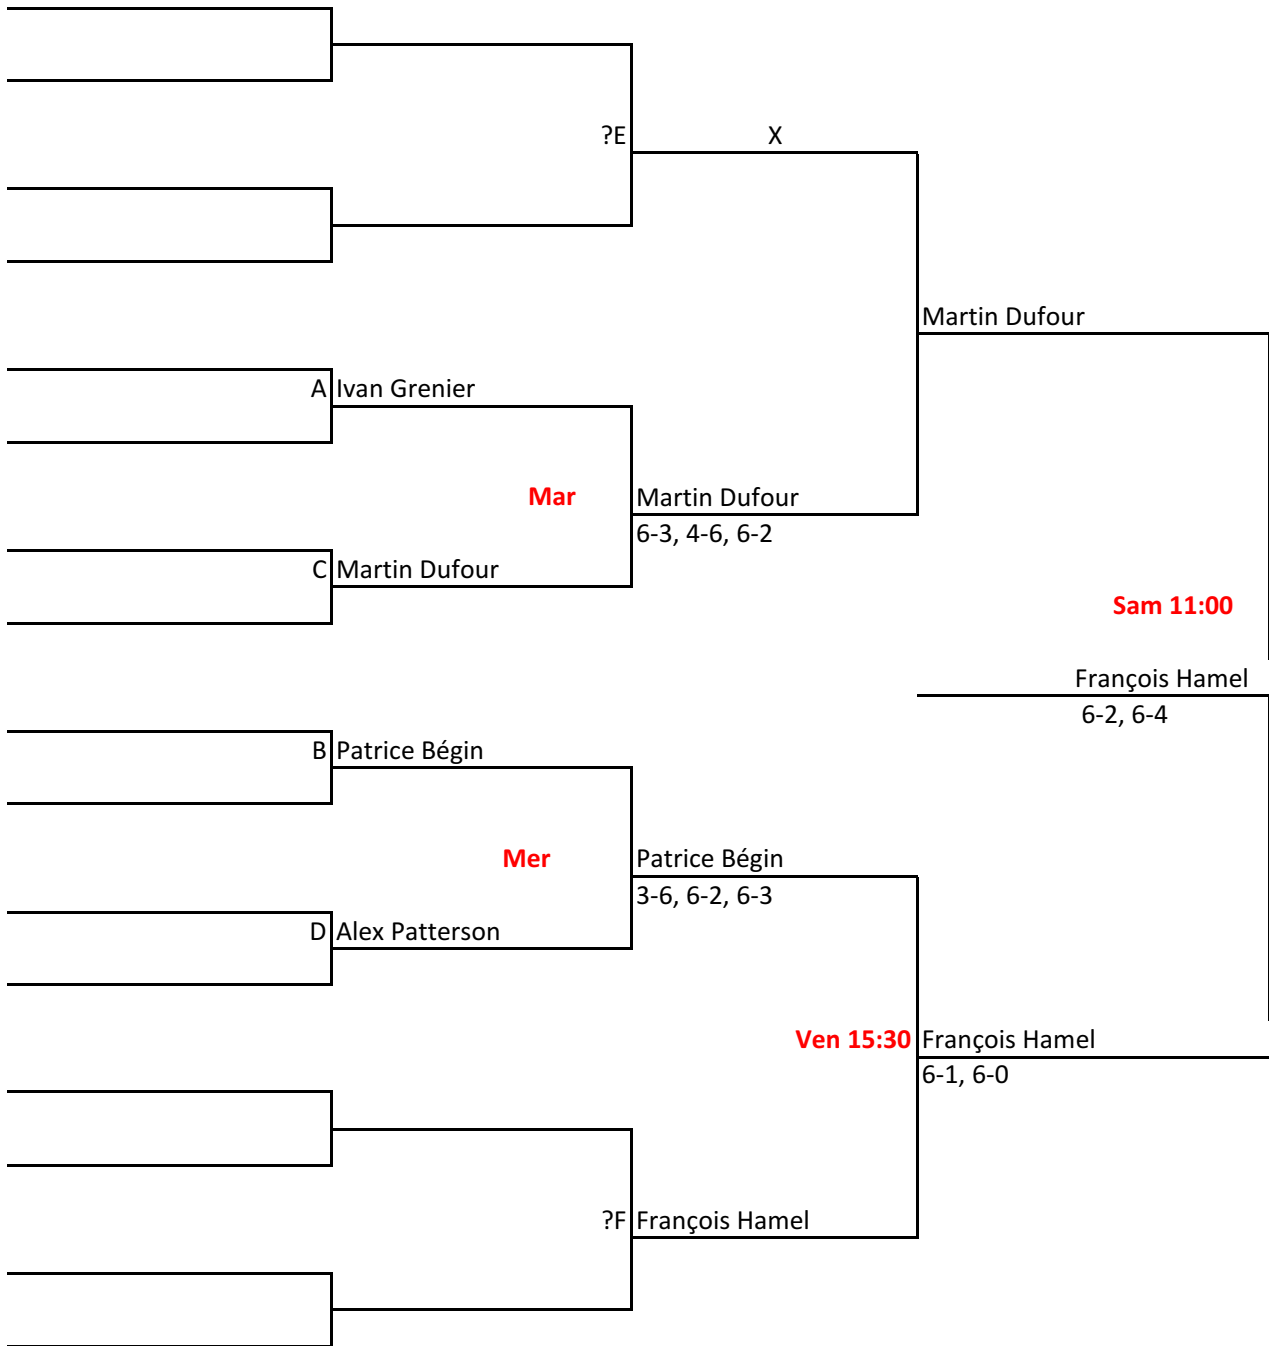 ?E
X
Martin Dufour
A Ivan Grenier
Mar
Martin Dufour
6-3, 4-6, 6-2
C Martin Dufour
Sam 11:00
François Hamel
6-2, 6-4
B Patrice Bégin
Mer
Patrice Bégin
3-6, 6-2, 6-3
D Alex Patterson
Ven 15:30
François Hamel
6-1, 6-0
?F François Hamel